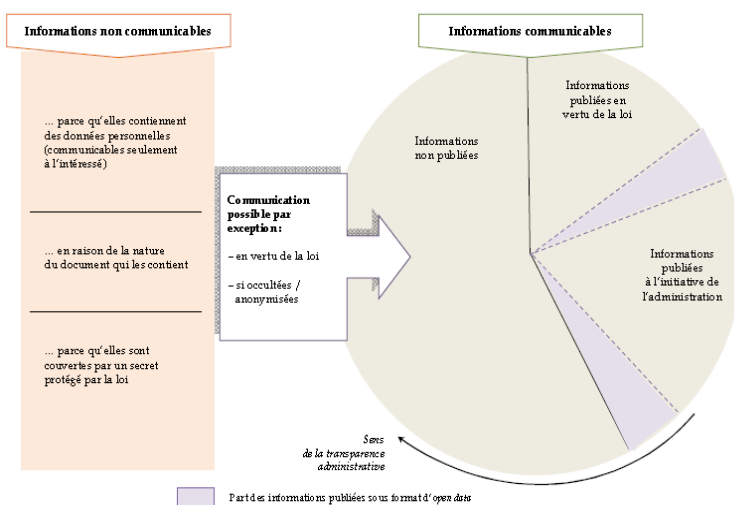 Informations non communicables
... parce qu'elles contiennent
des données personnelles
(communicables seulement
à l'intéressé)
... en raison de la nature
du document qui les contient
... parce qu'elles sont
couvertes par un secret
protégé par la loi
Communication
possible par
exception :
– en vertu de la loi
– si occultées /
anonymisées
Informations communicables
Informations
non publiées
Informations
publiées en
vertu de la loi
Informations
publiées
à l'initiative de
l'administration
Sens
de la transparence
administrative
Part des informations publiées sous format d'open data